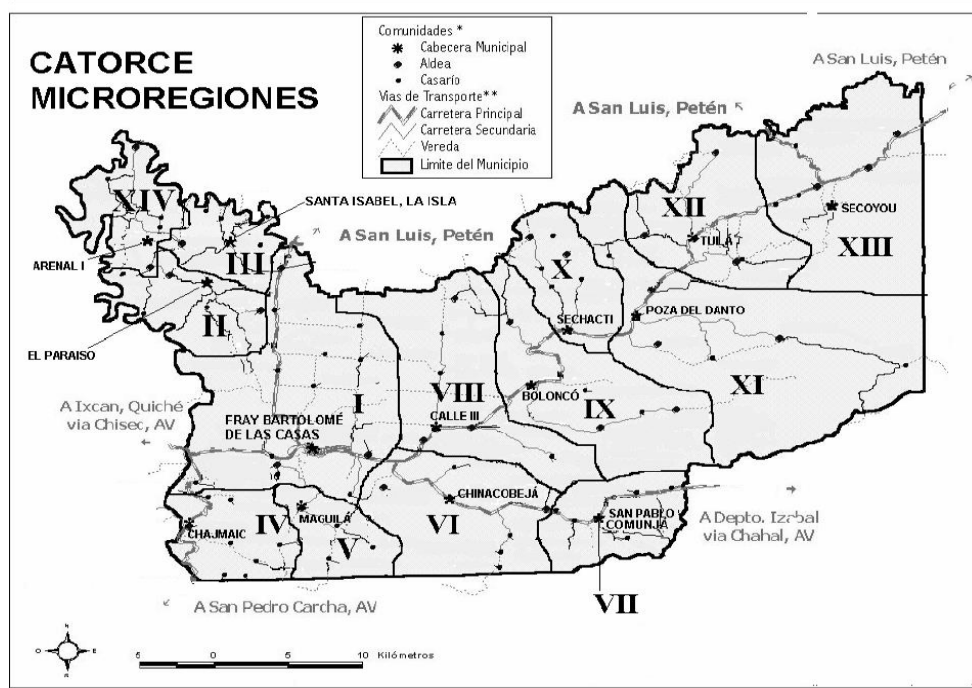 CATORCE
MICROREGIONES
Comunidades *
Cabecera Municipal
Aldea
Casarío
Vias de Transporte**
Carretera Principal
Carretera Secundaria
Vereda
Limite del Municipio
A San Luis, Petén
A San Luis, Petén
XIV
SANTA ISABEL, LA ISLA
A San Luis, Petén
XII
SECOYOU
TUILÁ
XIII
ARENAL I
III
X
II
SECHACTI
POZA DEL DANTO
EL PARAISO
XI
VIII
BOLONCÓ
I
IX
A Ixcan, Quiché
via Chisec, AV
FRAY BARTOLOMÉ
DE LAS CASAS
CALLE III
CHINACOBEJÁ
MAGUILÁ
IV
VI
SAN PABLO
COMUNJÁ
CHAJMAIC
V
A Depto. Izabal
via Chahal, AV
A San Pedro Carcha, AV
VII
N
O
E
S
5 0 5 10 Kilómetros